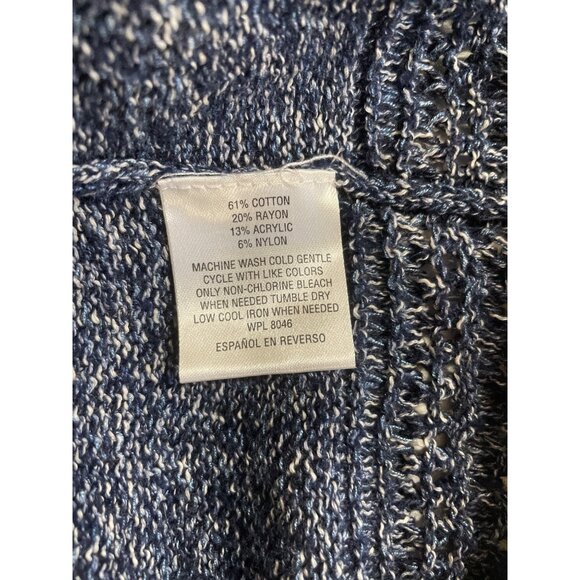 61% COTTON
20% RAYON
13% ACRYLIC
6% NYLON
MACHINE WASH COLD GENTLE
CYCLE WITH LIKE COLORS
ONLY NON-CHLORINE BLEACH
WHEN NEEDED TUMBLE DRY
LOW COOL IRON WHEN NEEDED
WPL 8046
ESPAÑOL EN REVERSO